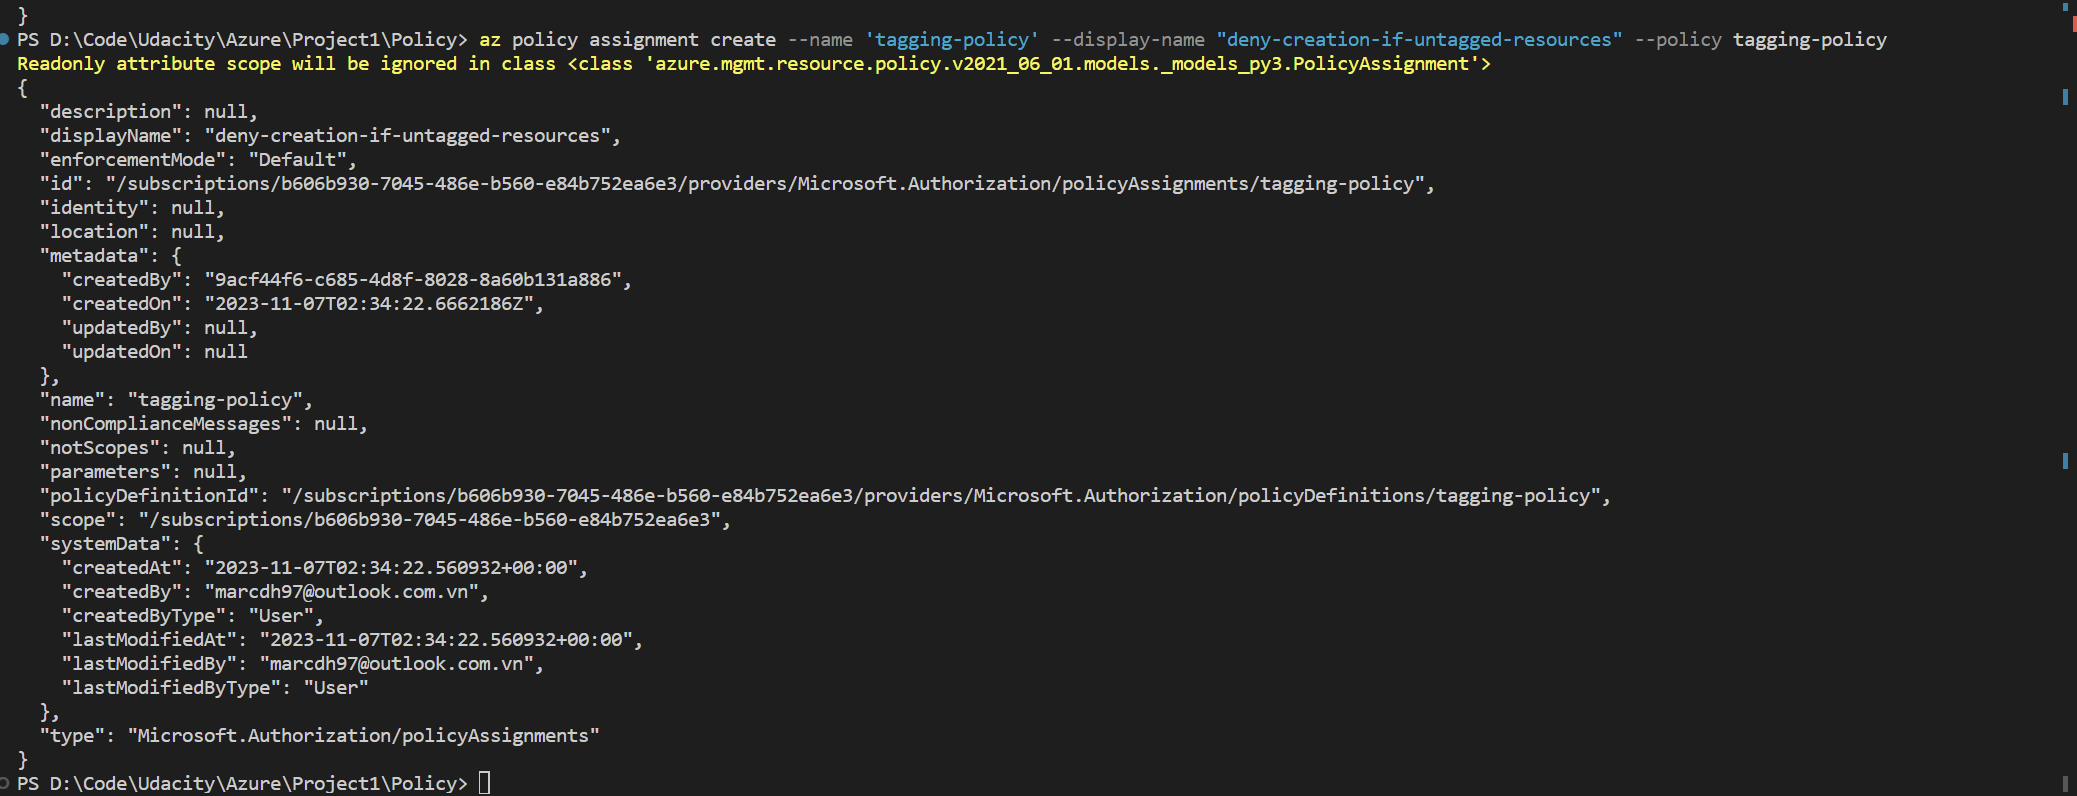 }
PS D:\Code\Udacity\Azure\Project1\Policy> az policy assignment create --name 'tagging-policy' --display-name "deny-creation-if-untagged-resources" --policy tagging-policy
Readonly attribute scope will be ignored in class <class 'azure.mgmt.resource.policy.v2021_06_01.models._models_py3.PolicyAssignment'>
{
  "description": null,
  "displayName": "deny-creation-if-untagged-resources",
  "enforcementMode": "Default",
  "id": "/subscriptions/b606b930-7045-486e-b560-e84b752ea6e3/providers/Microsoft.Authorization/policyAssignments/tagging-policy",
  "identity": null,
  "location": null,
  "metadata": {
    "createdBy": "9acf44f6-c685-4d8f-8028-8a60b131a886",
    "createdOn": "2023-11-07T02:34:22.6662186Z",
    "updatedBy": null,
    "updatedOn": null
  },
  "name": "tagging-policy",
  "nonComplianceMessages": null,
  "notScopes": null,
  "parameters": null,
  "policyDefinitionId": "/subscriptions/b606b930-7045-486e-b560-e84b752ea6e3/providers/Microsoft.Authorization/policyDefinitions/tagging-policy",
  "scope": "/subscriptions/b606b930-7045-486e-b560-e84b752ea6e3",
  "systemData": {
    "createdAt": "2023-11-07T02:34:22.560932+00:00",
    "createdBy": "marcdh97@outlook.com.vn",
    "createdByType": "User",
    "lastModifiedAt": "2023-11-07T02:34:22.560932+00:00",
    "lastModifiedBy": "marcdh97@outlook.com.vn",
    "lastModifiedByType": "User"
  },
  "type": "Microsoft.Authorization/policyAssignments"
}
PS D:\Code\Udacity\Azure\Project1\Policy>